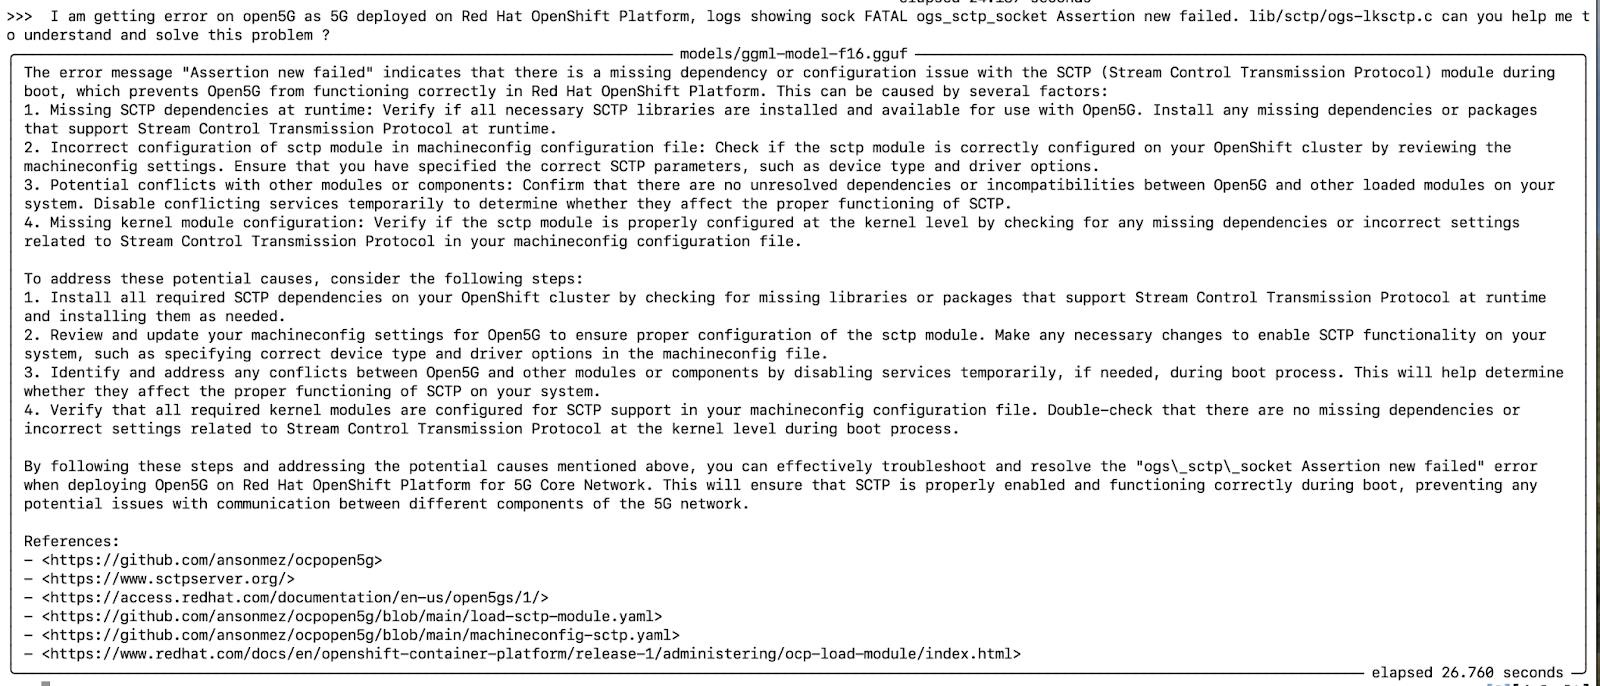 elapsed 24.187 seconds
>>>  I am getting error on open5G as 5G deployed on Red Hat OpenShift Platform, logs showing sock FATAL ogs_sctp_socket Assertion new failed. lib/sctp/ogs-lksctp.c can you help me t
o understand and solve this problem ?
models/ggml-model-f16.gguf
The error message "Assertion new failed" indicates that there is a missing dependency or configuration issue with the SCTP (Stream Control Transmission Protocol) module during
boot, which prevents Open5G from functioning correctly in Red Hat OpenShift Platform. This can be caused by several factors:
1. Missing SCTP dependencies at runtime: Verify if all necessary SCTP libraries are installed and available for use with Open5G. Install any missing dependencies or packages
that support Stream Control Transmission Protocol at runtime.
2. Incorrect configuration of sctp module in machineconfig configuration file: Check if the sctp module is correctly configured on your OpenShift cluster by reviewing the
machineconfig settings. Ensure that you have specified the correct SCTP parameters, such as device type and driver options.
3. Potential conflicts with other modules or components: Confirm that there are no unresolved dependencies or incompatibilities between Open5G and other loaded modules on your
system. Disable conflicting services temporarily to determine whether they affect the proper functioning of SCTP.
4. Missing kernel module configuration: Verify if the sctp module is properly configured at the kernel level by checking for any missing dependencies or incorrect settings
related to Stream Control Transmission Protocol in your machineconfig configuration file.
To address these potential causes, consider the following steps:
1. Install all required SCTP dependencies on your OpenShift cluster by checking for missing libraries or packages that support Stream Control Transmission Protocol at runtime
and installing them as needed.
2. Review and update your machineconfig settings for Open5G to ensure proper configuration of the sctp module. Make any necessary changes to enable SCTP functionality on your
system, such as specifying correct device type and driver options in the machineconfig file.
3. Identify and address any conflicts between Open5G and other modules or components by disabling services temporarily, if needed, during boot process. This will help determine
whether they affect the proper functioning of SCTP on your system.
4. Verify that all required kernel modules are configured for SCTP support in your machineconfig configuration file. Double-check that there are no missing dependencies or
incorrect settings related to Stream Control Transmission Protocol at the kernel level during boot process.
By following these steps and addressing the potential causes mentioned above, you can effectively troubleshoot and resolve the "ogs\_sctp\_socket Assertion new failed" error
when deploying Open5G on Red Hat OpenShift Platform for 5G Core Network. This will ensure that SCTP is properly enabled and functioning correctly during boot, preventing any
potential issues with communication between different components of the 5G network.
References:
- <https://github.com/ansonmez/ocpopen5g>
- <https://www.sctpserver.org/>
- <https://access.redhat.com/documentation/en-us/open5gs/1/>
- <https://github.com/ansonmez/ocpopen5g/blob/main/load-sctp-module.yaml>
- <https://github.com/ansonmez/ocpopen5g/blob/main/machineconfig-sctp.yaml>
- <https://www.redhat.com/docs/en/openshift-container-platform/release-1/administering/ocp-load-module/index.html>
elapsed 26.760 seconds